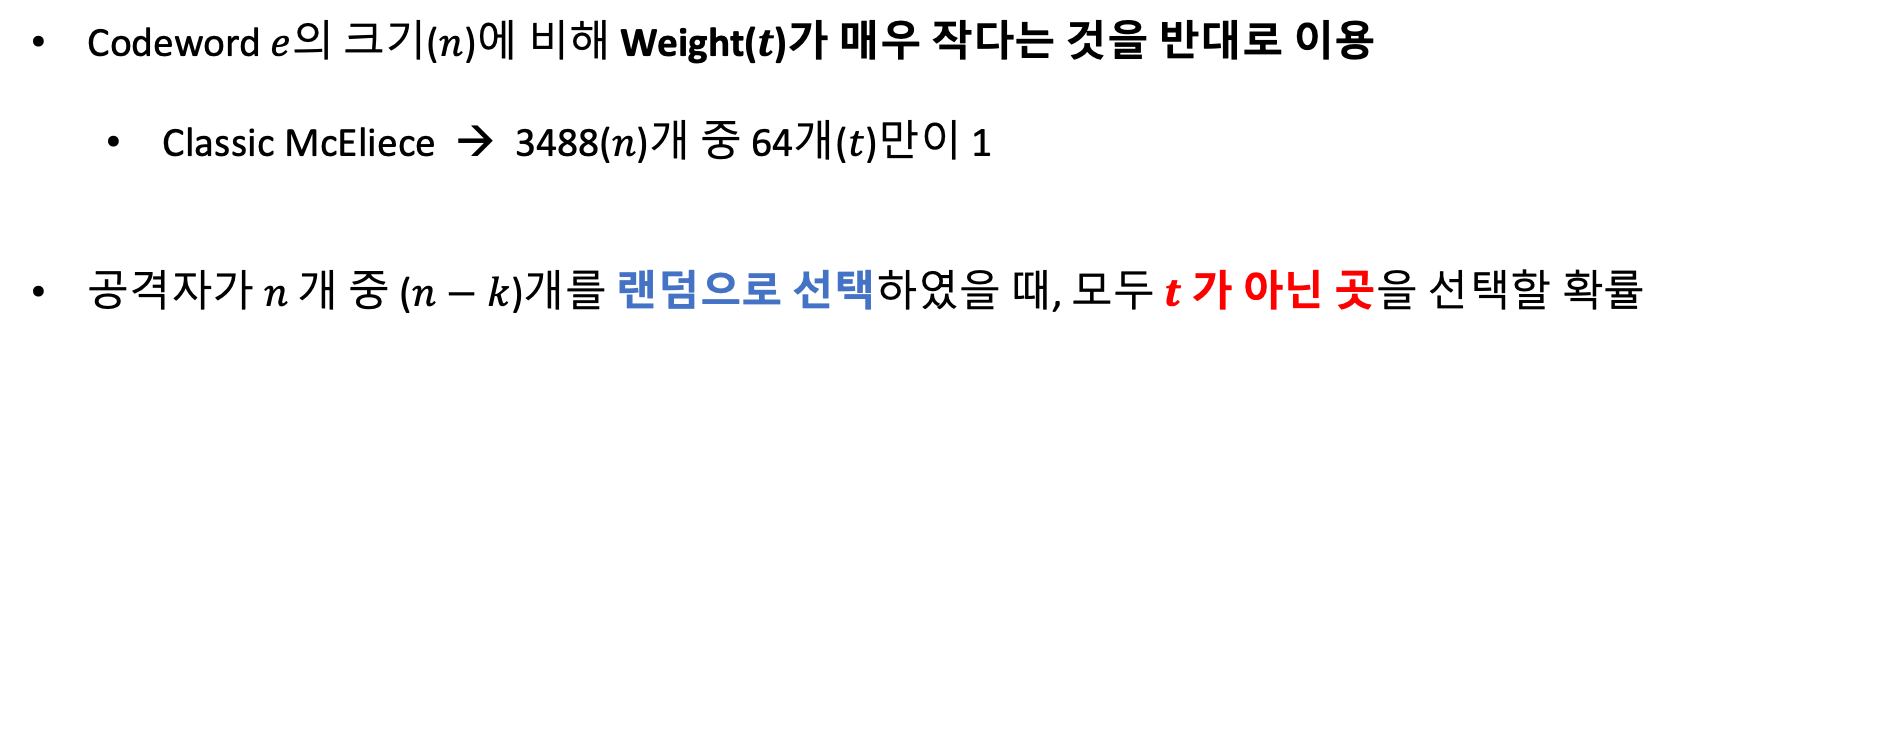 • Codeword e의 크기(n)에 비해 Weight(t)가 매우 작다는 것을 반대로 이용
• Classic McEliece → 3488(n)개 중 64개(t)만이 1
• 공격자가 n 개 중 (n − k)개를 랜덤으로 선택하였을 때, 모두 t 가 아닌 곳을 선택할 확률